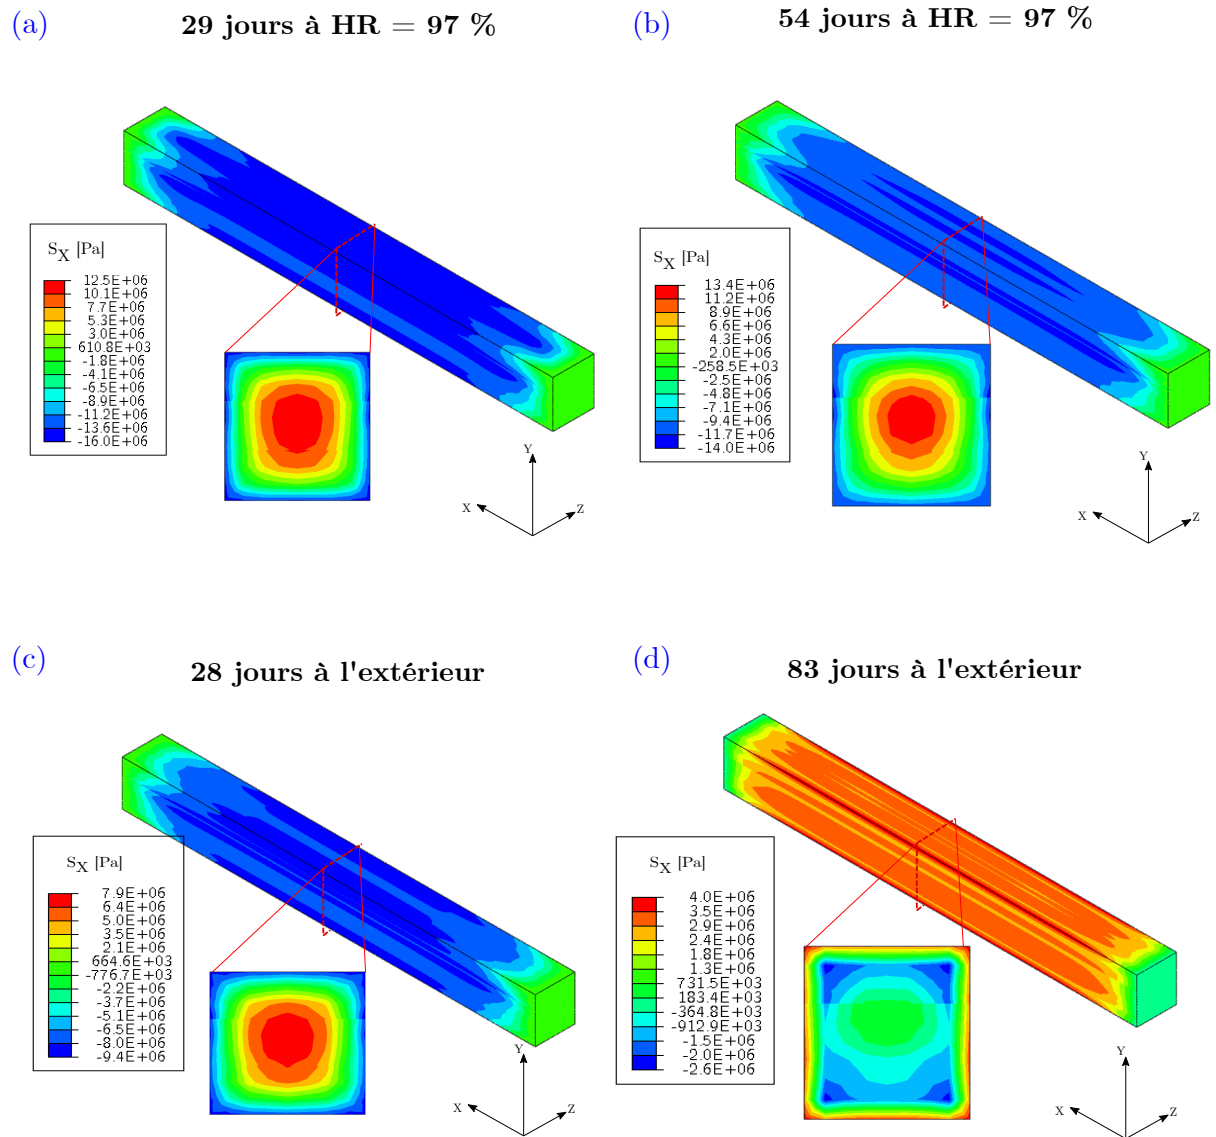 (a)
29 jours à HR = 97 %
S_X [Pa]
12.5E+06
10.1E+06
7.7E+06
5.3E+06
3.0E+06
610.8E+03
-1.8E+06
-4.1E+06
-6.5E+06
-8.9E+06
-11.2E+06
-13.6E+06
-16.0E+06
Y
X
Z
(b)
54 jours à HR = 97 %
S_X [Pa]
13.4E+06
11.2E+06
8.9E+06
6.6E+06
4.3E+06
2.0E+06
-258.5E+03
-2.5E+06
-4.8E+06
-7.1E+06
-9.4E+06
-11.7E+06
-14.0E+06
Y
X
Z
(c)
28 jours à l'extérieur
S_X [Pa]
7.9E+06
6.4E+06
5.0E+06
3.5E+06
2.1E+06
664.6E+03
-776.7E+03
-2.2E+06
-3.7E+06
-5.1E+06
-6.5E+06
-8.0E+06
-9.4E+06
Y
X
Z
(d)
83 jours à l'extérieur
S_X [Pa]
4.0E+06
3.5E+06
2.9E+06
2.4E+06
1.8E+06
1.3E+06
731.5E+03
183.4E+03
-364.8E+03
-912.9E+03
-1.5E+06
-2.0E+06
-2.6E+06
Y
X
Z